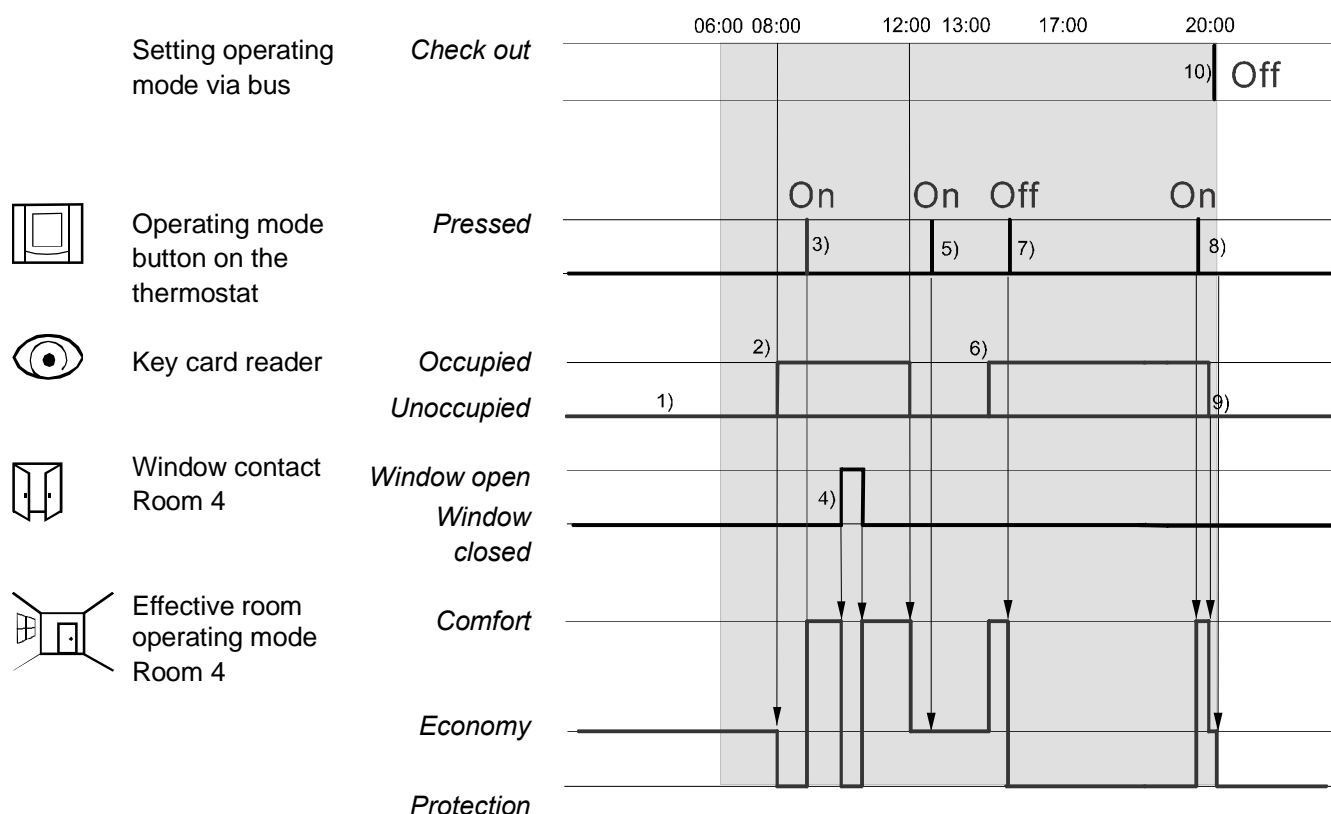 06:00 08:00 12:00 13:00 17:00 20:00
Setting operating
mode via bus
Check out
10)
Off
On
On
Off
On
Operating mode
button on the
thermostat
Pressed
3)
5)
7)
8)
Key card reader
Occupied
Unoccupied
2)
6)
1)
9)
Window contact
Room 4
Window open
Window
closed
4)
Effective room
operating mode
Room 4
Comfort
Economy
Protection